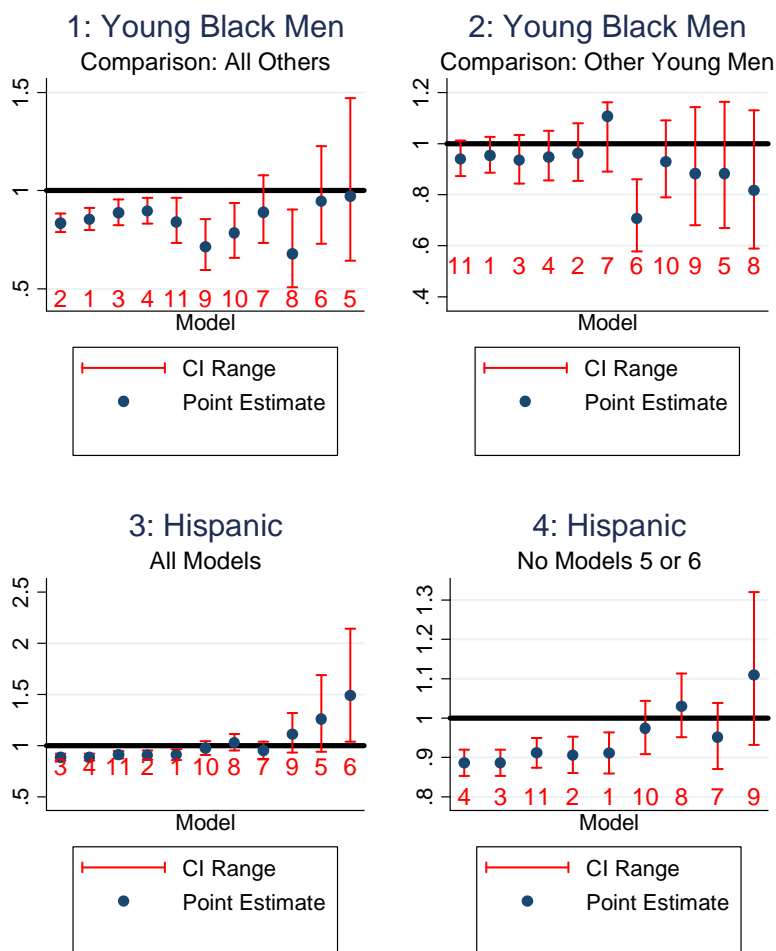 1: Young Black Men
Comparison: All Others
1.5
1
.5
2 1 3 4 11 9 10 7 8 6 5
Model
CI Range
Point Estimate
2: Young Black Men
Comparison: Other Young Men
1.2
1
.8
.6
.4
11 1 3 4 2 7 6 10 9 5 8
Model
CI Range
Point Estimate
3: Hispanic
All Models
2.5
2
1.5
1
.5
3 4 11 2 1 10 8 7 9 5 6
Model
CI Range
Point Estimate
4: Hispanic
No Models 5 or 6
1.3
1.2
1.1
1
.9
.8
4 3 11 2 1 10 8 7 9
Model
CI Range
Point Estimate